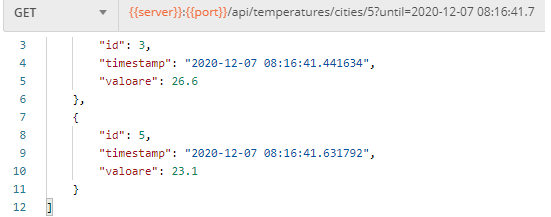 GET {{server}}:{{port}}/api/temperatures/cities/5?until=2020-12-07 08:16:41.7
3 "id": 3,
4 "timestamp": "2020-12-07 08:16:41.441634",
5 "valoare": 26.6
6 },
7 {
8 "id": 5,
9 "timestamp": "2020-12-07 08:16:41.631792",
10 "valoare": 23.1
11 }
12 ]